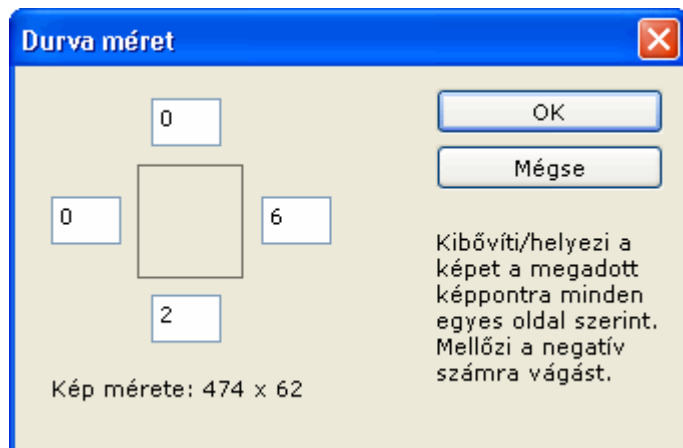 Durva méret
0
0
6
2
Kép mérete: 474 x 62
OK
Mégse
Kibővíti/helyezi a
képet a megadott
képpontra minden
egyes oldal szerint.
Mellőzi a negatív
számra vágást.